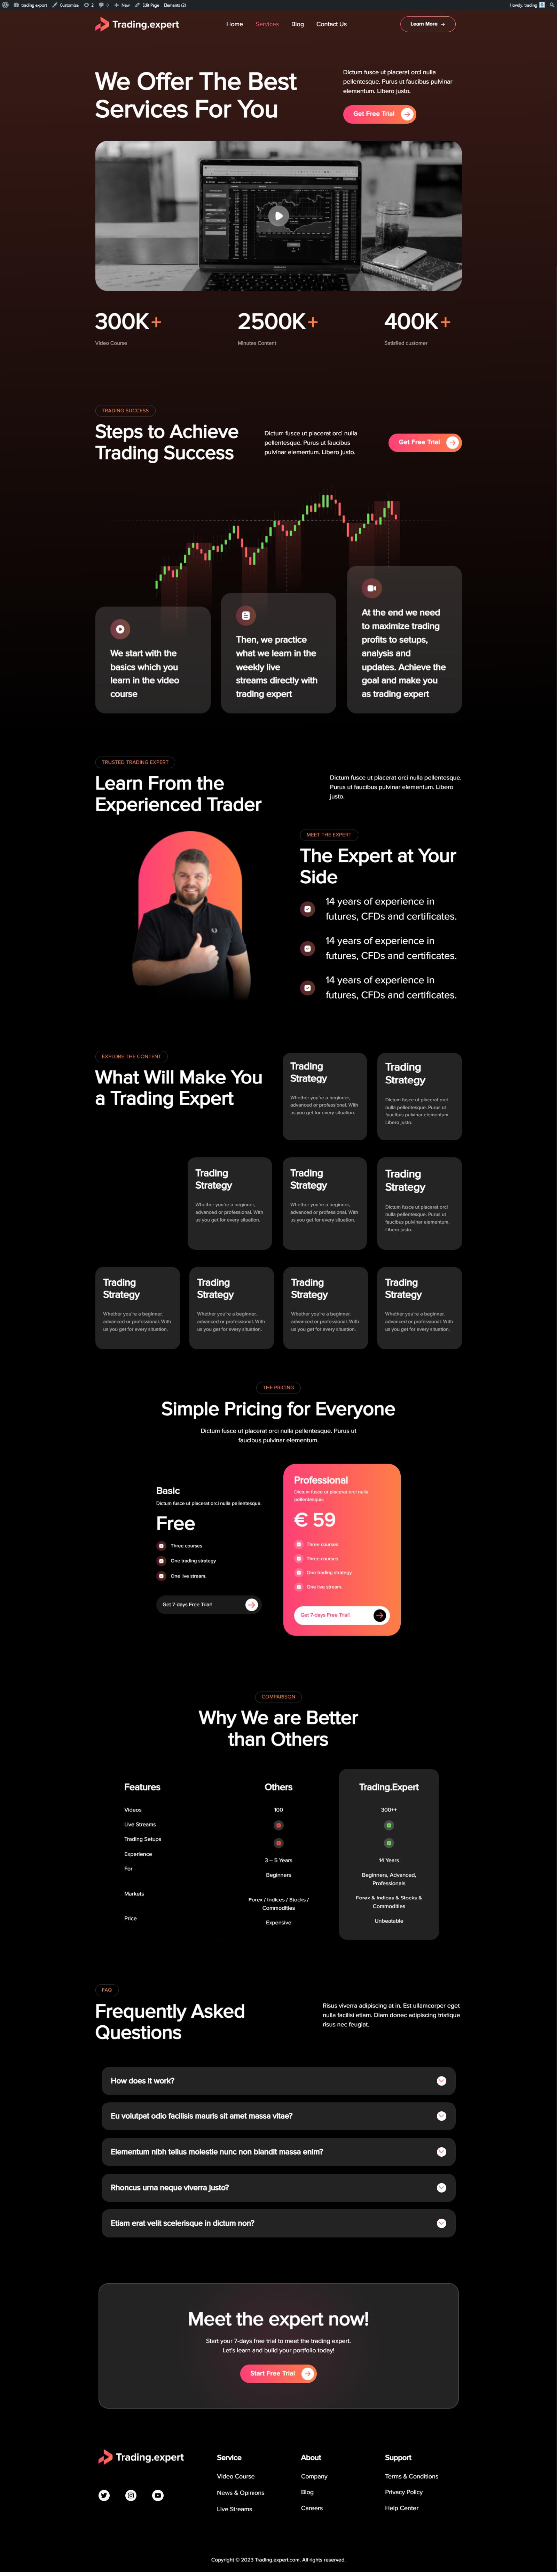 trading expert Customize 2 0 New Edit Page Elements (2) Howdy, trading
Trading.expert Home Services Blog Contact Us Learn More
We Offer The Best
Services For You
Dictum fusce ut placerat orci nulla
pellentesque. Purus ut faucibus pulvinar
elementum. Libero justo.
Get Free Trial
300K+
Video Course
2500K+
Minutes Content
400K+
Satisfied customer
TRADING SUCCESS
Steps to Achieve
Trading Success
Dictum fusce ut placerat orci nulla
pellentesque. Purus ut faucibus
pulvinar elementum. Libero justo.
Get Free Trial
We start with the
basics which you
learn in the video
course
Then, we practice
what we learn in the
weekly live
streams directly with
trading expert
At the end we need
to maximize trading
profits to setups,
analysis and
updates. Achieve the
goal and make you
as trading expert
TRUSTED TRADING EXPERT
Learn From the
Experienced Trader
Dictum fusce ut placerat orci nulla pellentesque.
Purus ut faucibus pulvinar elementum. Libero
justo.
MEET THE EXPERT
The Expert at Your
Side
14 years of experience in
futures, CFDs and certificates.
14 years of experience in
futures, CFDs and certificates.
14 years of experience in
futures, CFDs and certificates.
EXPLORE THE CONTENT
What Will Make You
a Trading Expert
Trading
Strategy
Whether you're a beginner,
advanced or professional. With
us you get for every situation.
Trading
Strategy
Dictum fusce ut placerat orci
nulla pellentesque. Purus ut
faucibus pulvinar elementum.
Libero justo.
Trading
Strategy
Whether you're a beginner,
advanced or professional. With
us you get for every situation.
Trading
Strategy
Whether you're a beginner,
advanced or professional. With
us you get for every situation.
Trading
Strategy
Dictum fusce ut placerat orci
nulla pellentesque. Purus ut
faucibus pulvinar elementum.
Libero justo.
Trading
Strategy
Whether you're a beginner,
advanced or professional. With
us you get for every situation.
Trading
Strategy
Whether you're a beginner,
advanced or professional. With
us you get for every situation.
Trading
Strategy
Whether you're a beginner,
advanced or professional. With
us you get for every situation.
Trading
Strategy
Whether you're a beginner,
advanced or professional. With
us you get for every situation.
THE PRICING
Simple Pricing for Everyone
Dictum fusce ut placerat orci nulla pellentesque. Purus ut
faucibus pulvinar elementum.
Basic
Dictum fusce ut placerat orci nulla pellentesque.
Free
Three courses
One trading strategy
One live stream.
Get 7-days Free Trial!
Professional
Dictum fusce ut placerat orci nulla
pellentesque.
€ 59
Three courses
Three courses
One trading strategy
One live stream.
Get 7-days Free Trial!
COMPARISON
Why We are Better
than Others
Features Others Trading.Expert
Videos 100 300++
Live Streams
Trading Setups
Experience 3 – 5 Years 14 Years
For Beginners Beginners, Advanced,
Professionals
Markets Forex / Indices / Stocks / Forex & Indices & Stocks &
Commodities Commodities
Price Expensive Unbeatable
FAQ
Frequently Asked
Questions
Risus viverra adipiscing at in. Est ullamcorper eget
nulla facilisi etiam. Diam donec adipiscing tristique
risus nec feugiat.
How does it work?
Eu volutpat odio facilisis mauris sit amet massa vitae?
Elementum nibh tellus molestie nunc non blandit massa enim?
Rhoncus urna neque viverra justo?
Etiam erat velit scelerisque in dictum non?
Meet the expert now!
Start your 7-days free trial to meet the trading expert.
Let's learn and build your portfolio today!
Start Free Trial
Trading.expert
Service
Video Course
News & Opinions
Live Streams
About
Company
Blog
Careers
Support
Terms & Conditions
Privacy Policy
Help Center
Copyright © 2023 Trading.expert.com. All rights reserved.